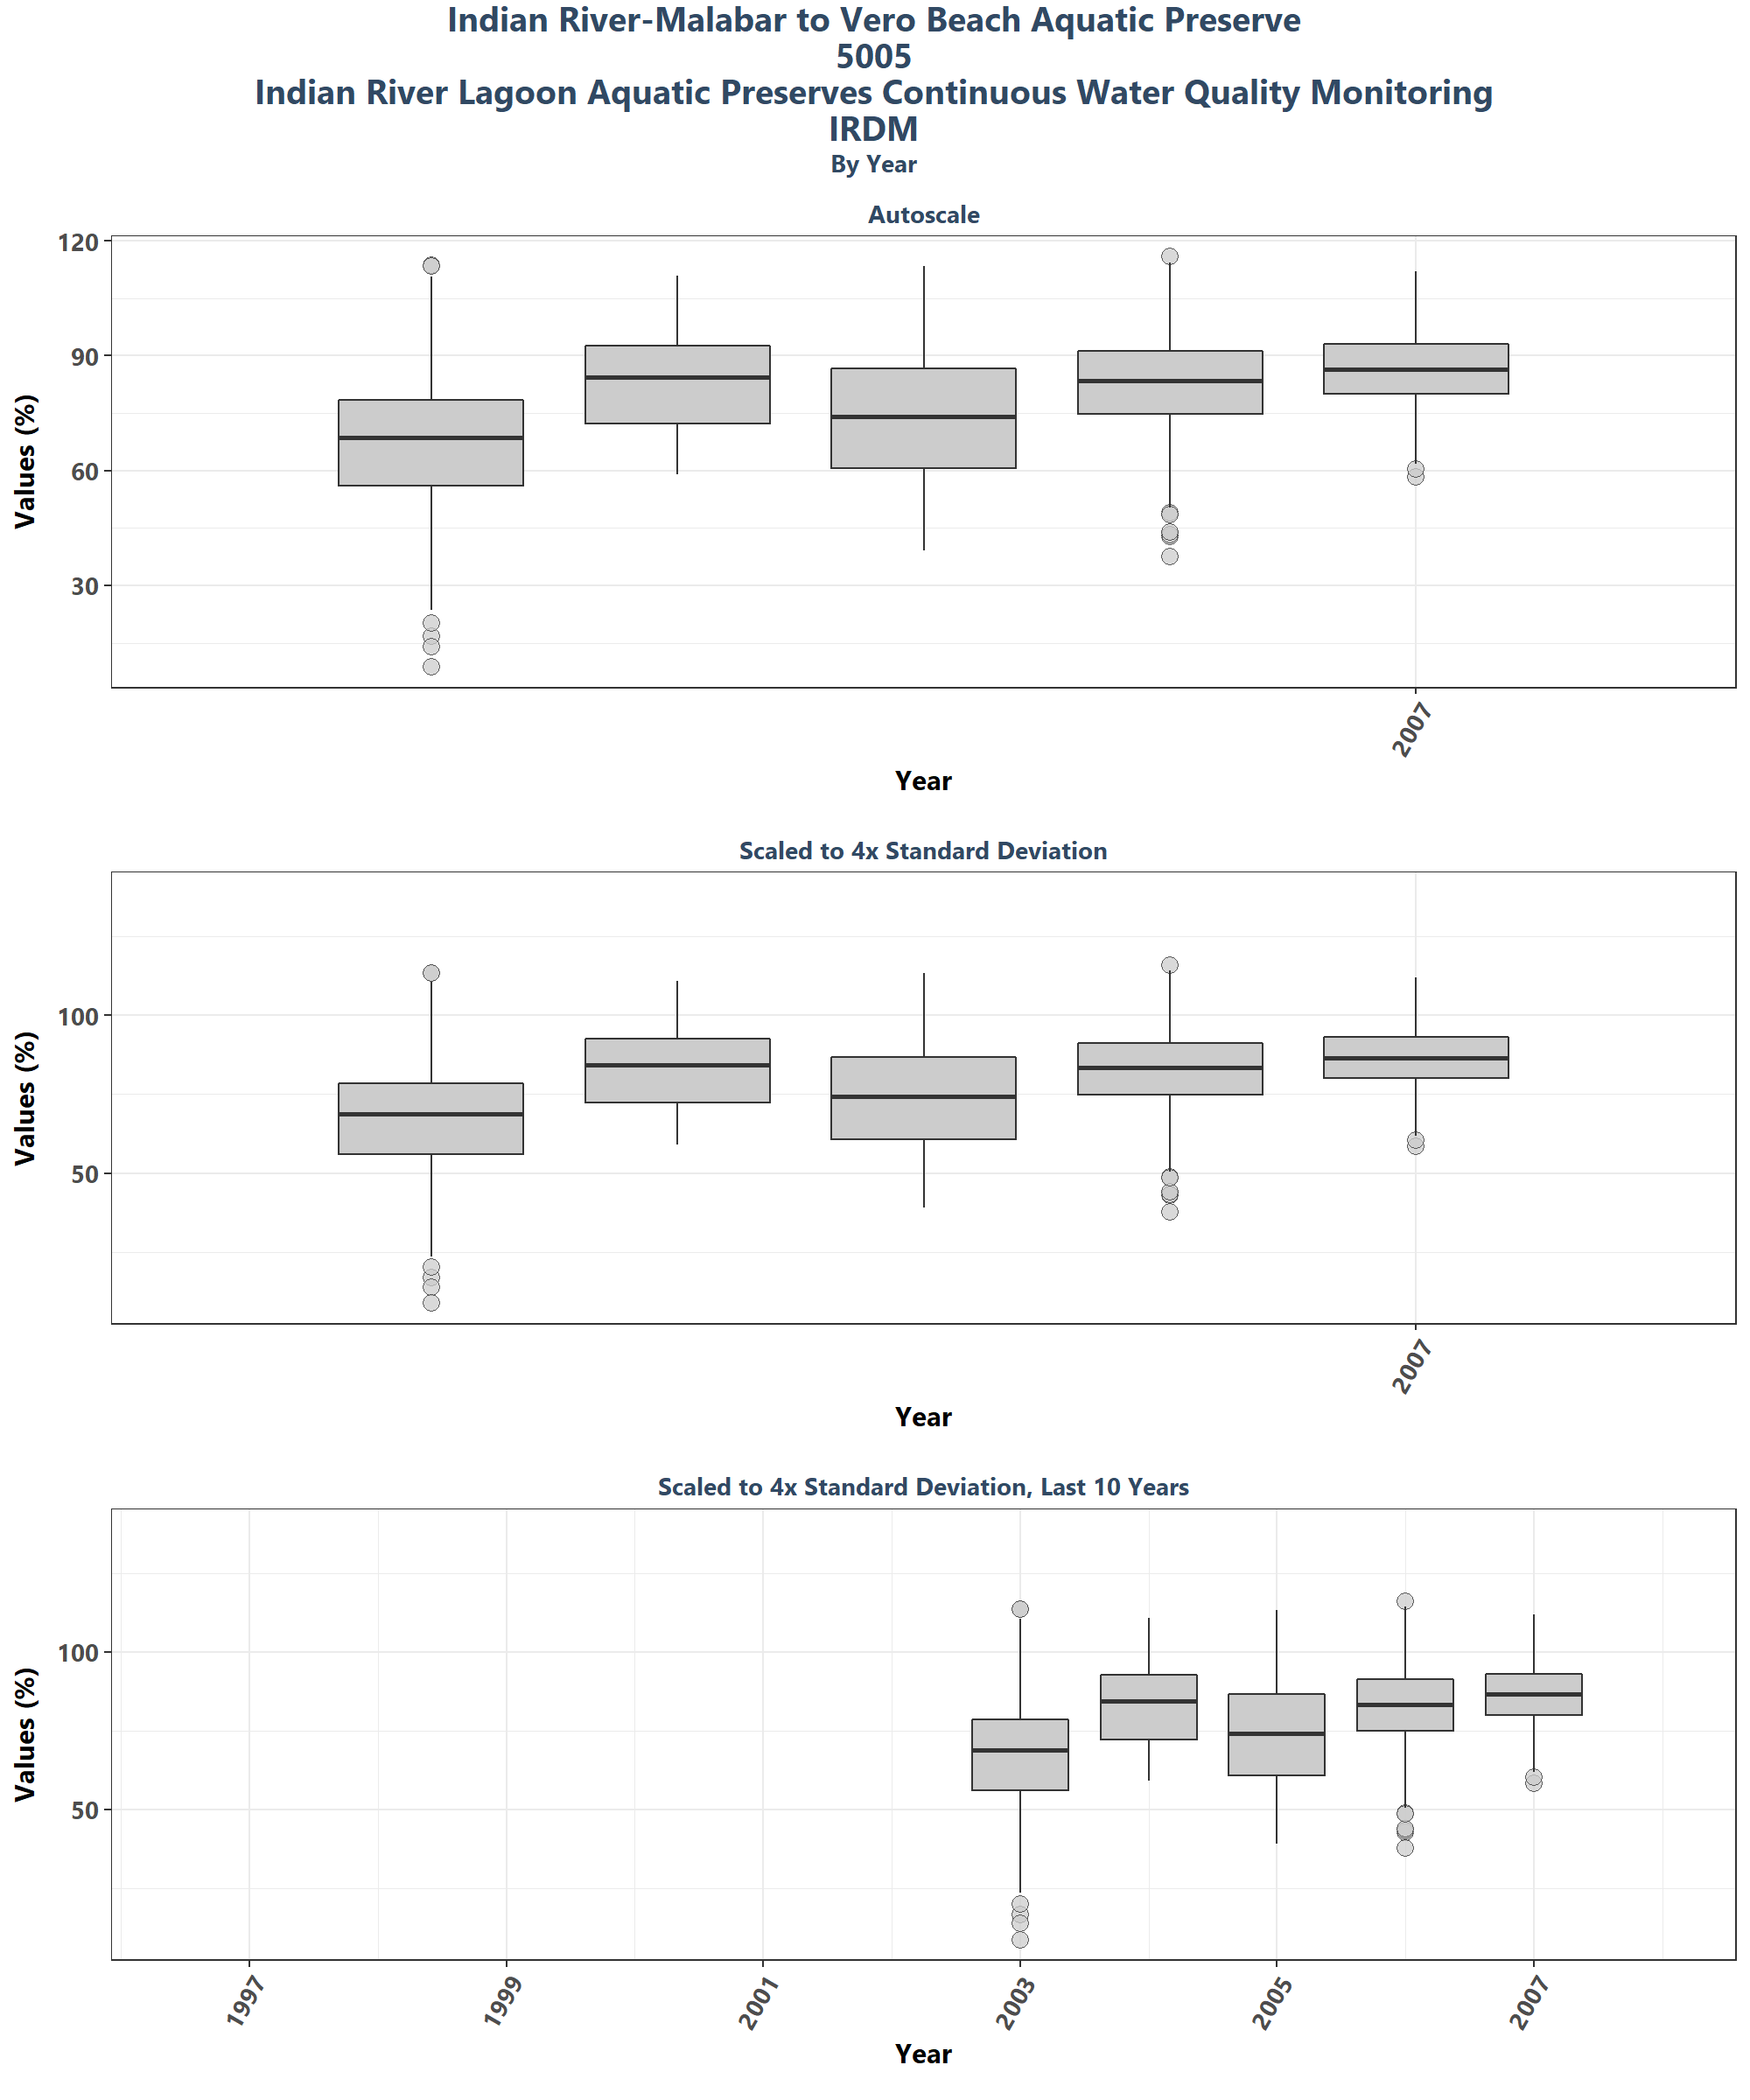 Indian River-Malabar to Vero Beach Aquatic Preserve
5005
Indian River Lagoon Aquatic Preserves Continuous Water Quality Monitoring
IRDM
By Year
Autoscale
120
90
60
30
Values (%)
2007
Year
Scaled to 4x Standard Deviation
100
50
Values (%)
2007
Year
Scaled to 4x Standard Deviation, Last 10 Years
100
50
Values (%)
1997 1999 2001 2003 2005 2007
Year